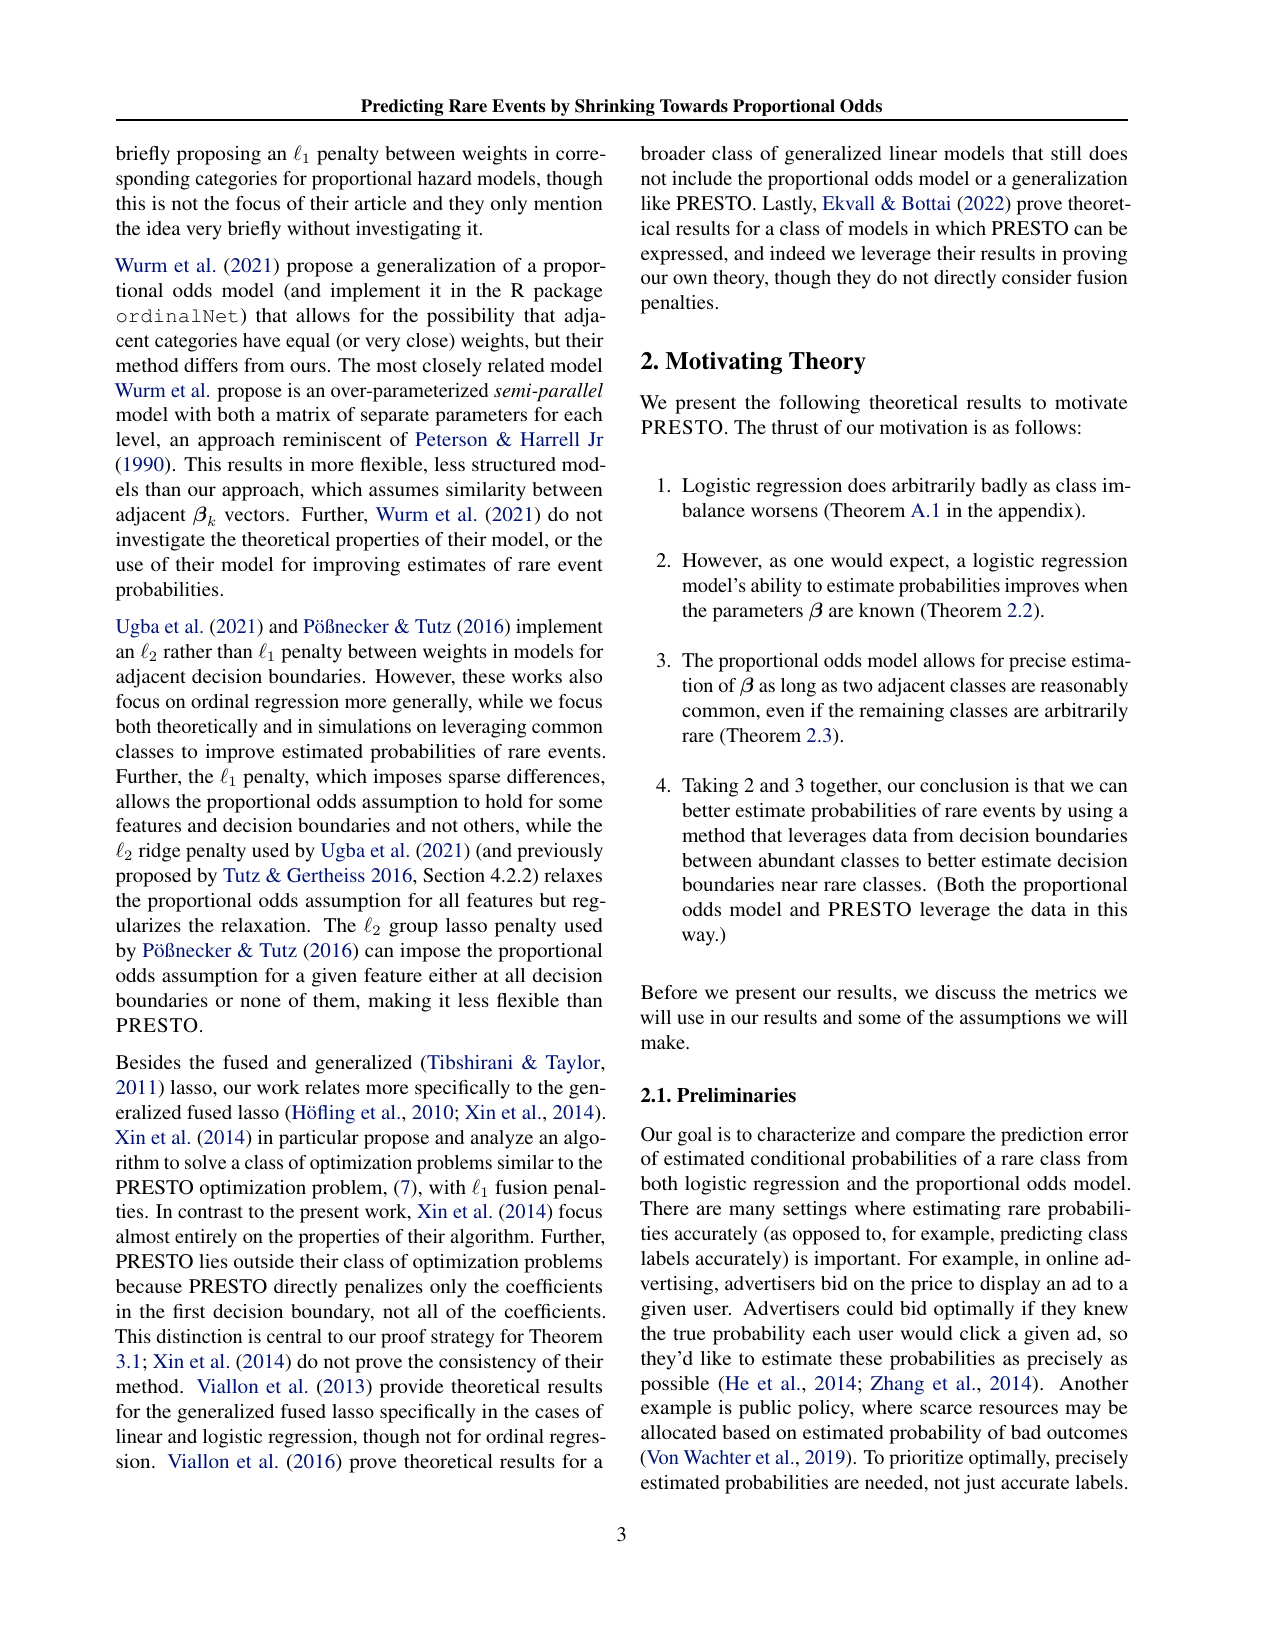 Predicting Rare Events by Shrinking Towards Proportional Odds
briefly proposing an ℓ1 penalty between weights in corre-
sponding categories for proportional hazard models, though
this is not the focus of their article and they only mention
the idea very briefly without investigating it.
Wurm et al. (2021) propose a generalization of a propor-
tional odds model (and implement it in the R package
ordinalNet) that allows for the possibility that adja-
cent categories have equal (or very close) weights, but their
method differs from ours. The most closely related model
Wurm et al. propose is an over-parameterized semi-parallel
model with both a matrix of separate parameters for each
level, an approach reminiscent of Peterson & Harrell Jr
(1990). This results in more flexible, less structured mod-
els than our approach, which assumes similarity between
adjacent βk vectors. Further, Wurm et al. (2021) do not
investigate the theoretical properties of their model, or the
use of their model for improving estimates of rare event
probabilities.
Ugba et al. (2021) and Pößnecker & Tutz (2016) implement
an ℓ2 rather than ℓ1 penalty between weights in models for
adjacent decision boundaries. However, these works also
focus on ordinal regression more generally, while we focus
both theoretically and in simulations on leveraging common
classes to improve estimated probabilities of rare events.
Further, the ℓ1 penalty, which imposes sparse differences,
allows the proportional odds assumption to hold for some
features and decision boundaries and not others, while the
ℓ2 ridge penalty used by Ugba et al. (2021) (and previously
proposed by Tutz & Gertheiss 2016, Section 4.2.2) relaxes
the proportional odds assumption for all features but reg-
ularizes the relaxation. The ℓ2 group lasso penalty used
by Pößnecker & Tutz (2016) can impose the proportional
odds assumption for a given feature either at all decision
boundaries or none of them, making it less flexible than
PRESTO.
Besides the fused and generalized (Tibshirani & Taylor,
2011) lasso, our work relates more specifically to the gen-
eralized fused lasso (Höfling et al., 2010; Xin et al., 2014).
Xin et al. (2014) in particular propose and analyze an algo-
rithm to solve a class of optimization problems similar to the
PRESTO optimization problem, (7), with ℓ1 fusion penal-
ties. In contrast to the present work, Xin et al. (2014) focus
almost entirely on the properties of their algorithm. Further,
PRESTO lies outside their class of optimization problems
because PRESTO directly penalizes only the coefficients
in the first decision boundary, not all of the coefficients.
This distinction is central to our proof strategy for Theorem
3.1; Xin et al. (2014) do not prove the consistency of their
method. Viallon et al. (2013) provide theoretical results
for the generalized fused lasso specifically in the cases of
linear and logistic regression, though not for ordinal regres-
sion. Viallon et al. (2016) prove theoretical results for a
broader class of generalized linear models that still does
not include the proportional odds model or a generalization
like PRESTO. Lastly, Ekvall & Bottai (2022) prove theoret-
ical results for a class of models in which PRESTO can be
expressed, and indeed we leverage their results in proving
our own theory, though they do not directly consider fusion
penalties.
2. Motivating Theory
We present the following theoretical results to motivate
PRESTO. The thrust of our motivation is as follows:
1. Logistic regression does arbitrarily badly as class im-
balance worsens (Theorem A.1 in the appendix).
2. However, as one would expect, a logistic regression
model's ability to estimate probabilities improves when
the parameters β are known (Theorem 2.2).
3. The proportional odds model allows for precise estima-
tion of β as long as two adjacent classes are reasonably
common, even if the remaining classes are arbitrarily
rare (Theorem 2.3).
4. Taking 2 and 3 together, our conclusion is that we can
better estimate probabilities of rare events by using a
method that leverages data from decision boundaries
between abundant classes to better estimate decision
boundaries near rare classes. (Both the proportional
odds model and PRESTO leverage the data in this
way.)
Before we present our results, we discuss the metrics we
will use in our results and some of the assumptions we will
make.
2.1. Preliminaries
Our goal is to characterize and compare the prediction error
of estimated conditional probabilities of a rare class from
both logistic regression and the proportional odds model.
There are many settings where estimating rare probabili-
ties accurately (as opposed to, for example, predicting class
labels accurately) is important. For example, in online ad-
vertising, advertisers bid on the price to display an ad to a
given user. Advertisers could bid optimally if they knew
the true probability each user would click a given ad, so
they'd like to estimate these probabilities as precisely as
possible (He et al., 2014; Zhang et al., 2014). Another
example is public policy, where scarce resources may be
allocated based on estimated probability of bad outcomes
(Von Wachter et al., 2019). To prioritize optimally, precisely
estimated probabilities are needed, not just accurate labels.
3